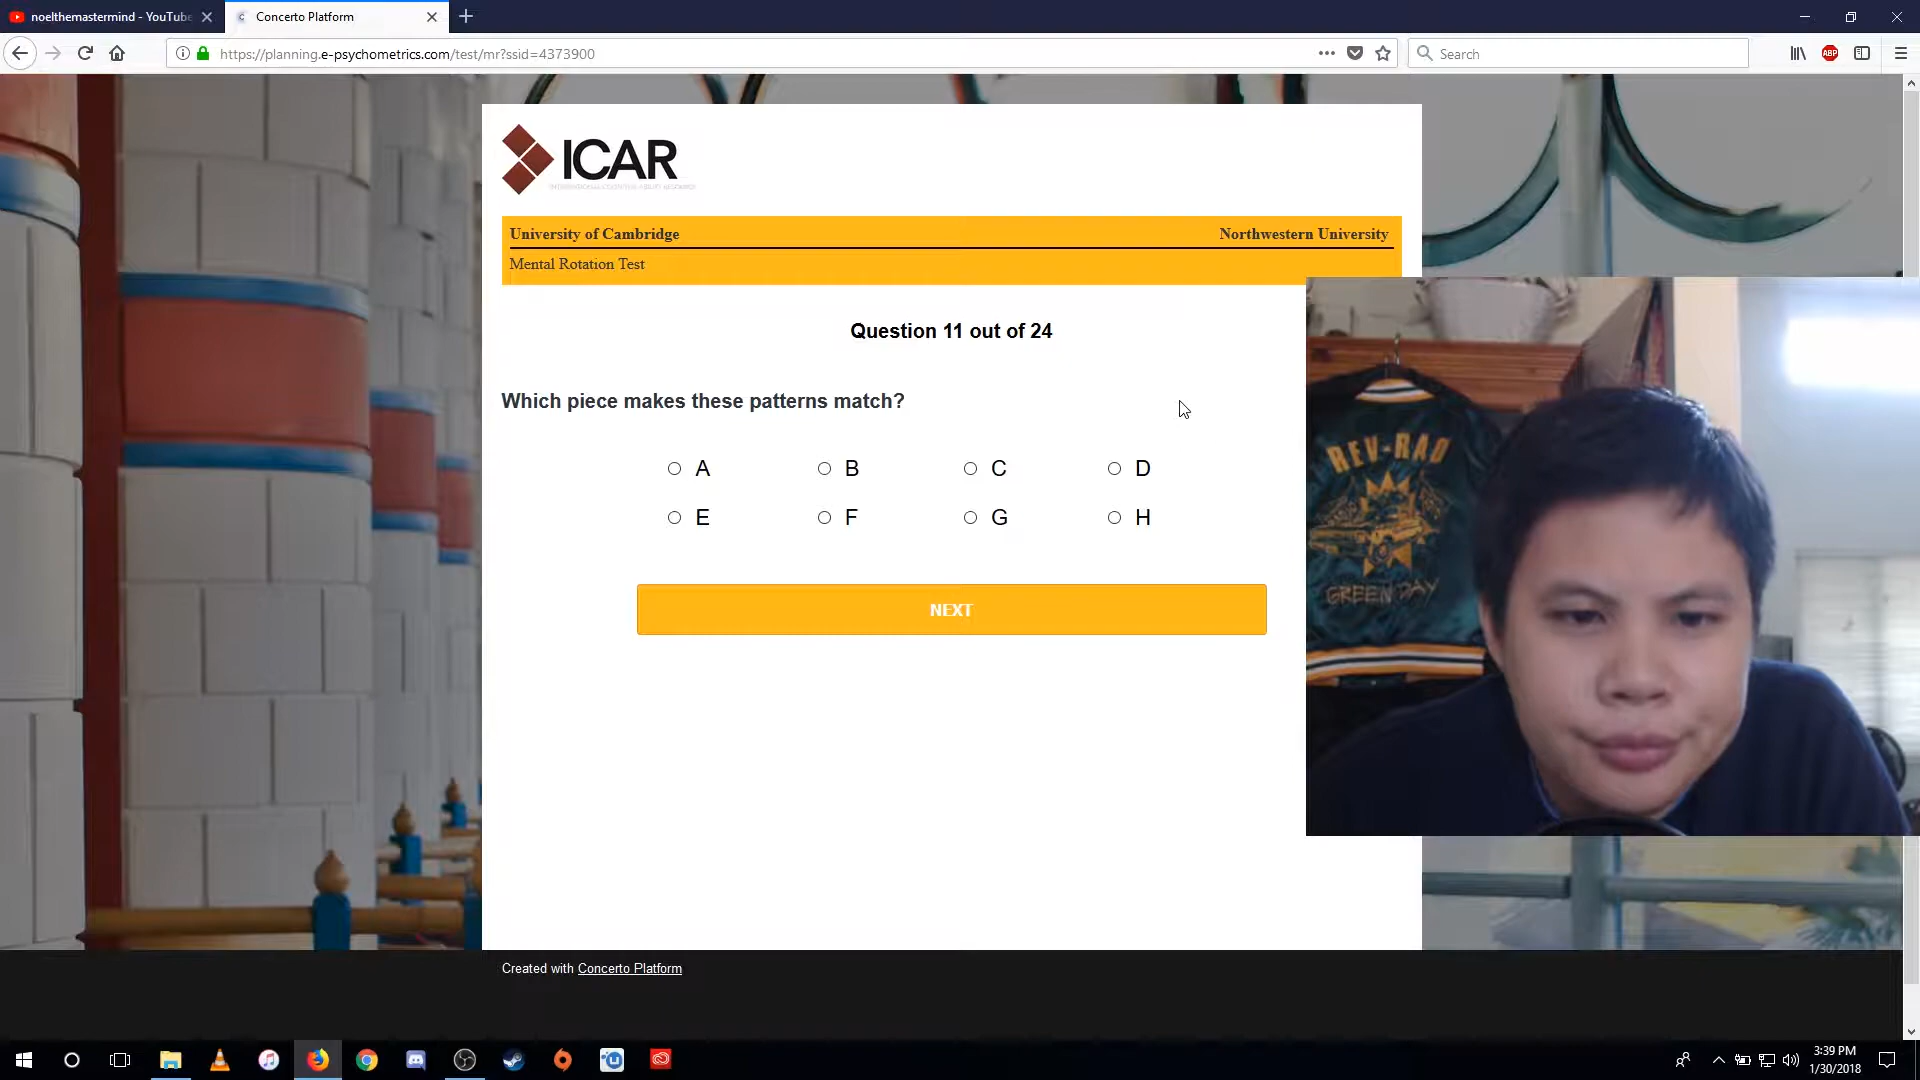 noelthemastermind - YouTube
Concerto Platform
https://planning.e-psychometrics.com/test/mr?ssid=4373900
Search
ABP
ICAR
University of Cambridge
Northwestern University
Mental Rotation Test
Question 11 out of 24
Which piece makes these patterns match?
A
B
C
D
E
F
G
H
NEXT
REV-RAD
GREEN DAY
Created with Concerto Platform
3:39 PM
1/30/2018